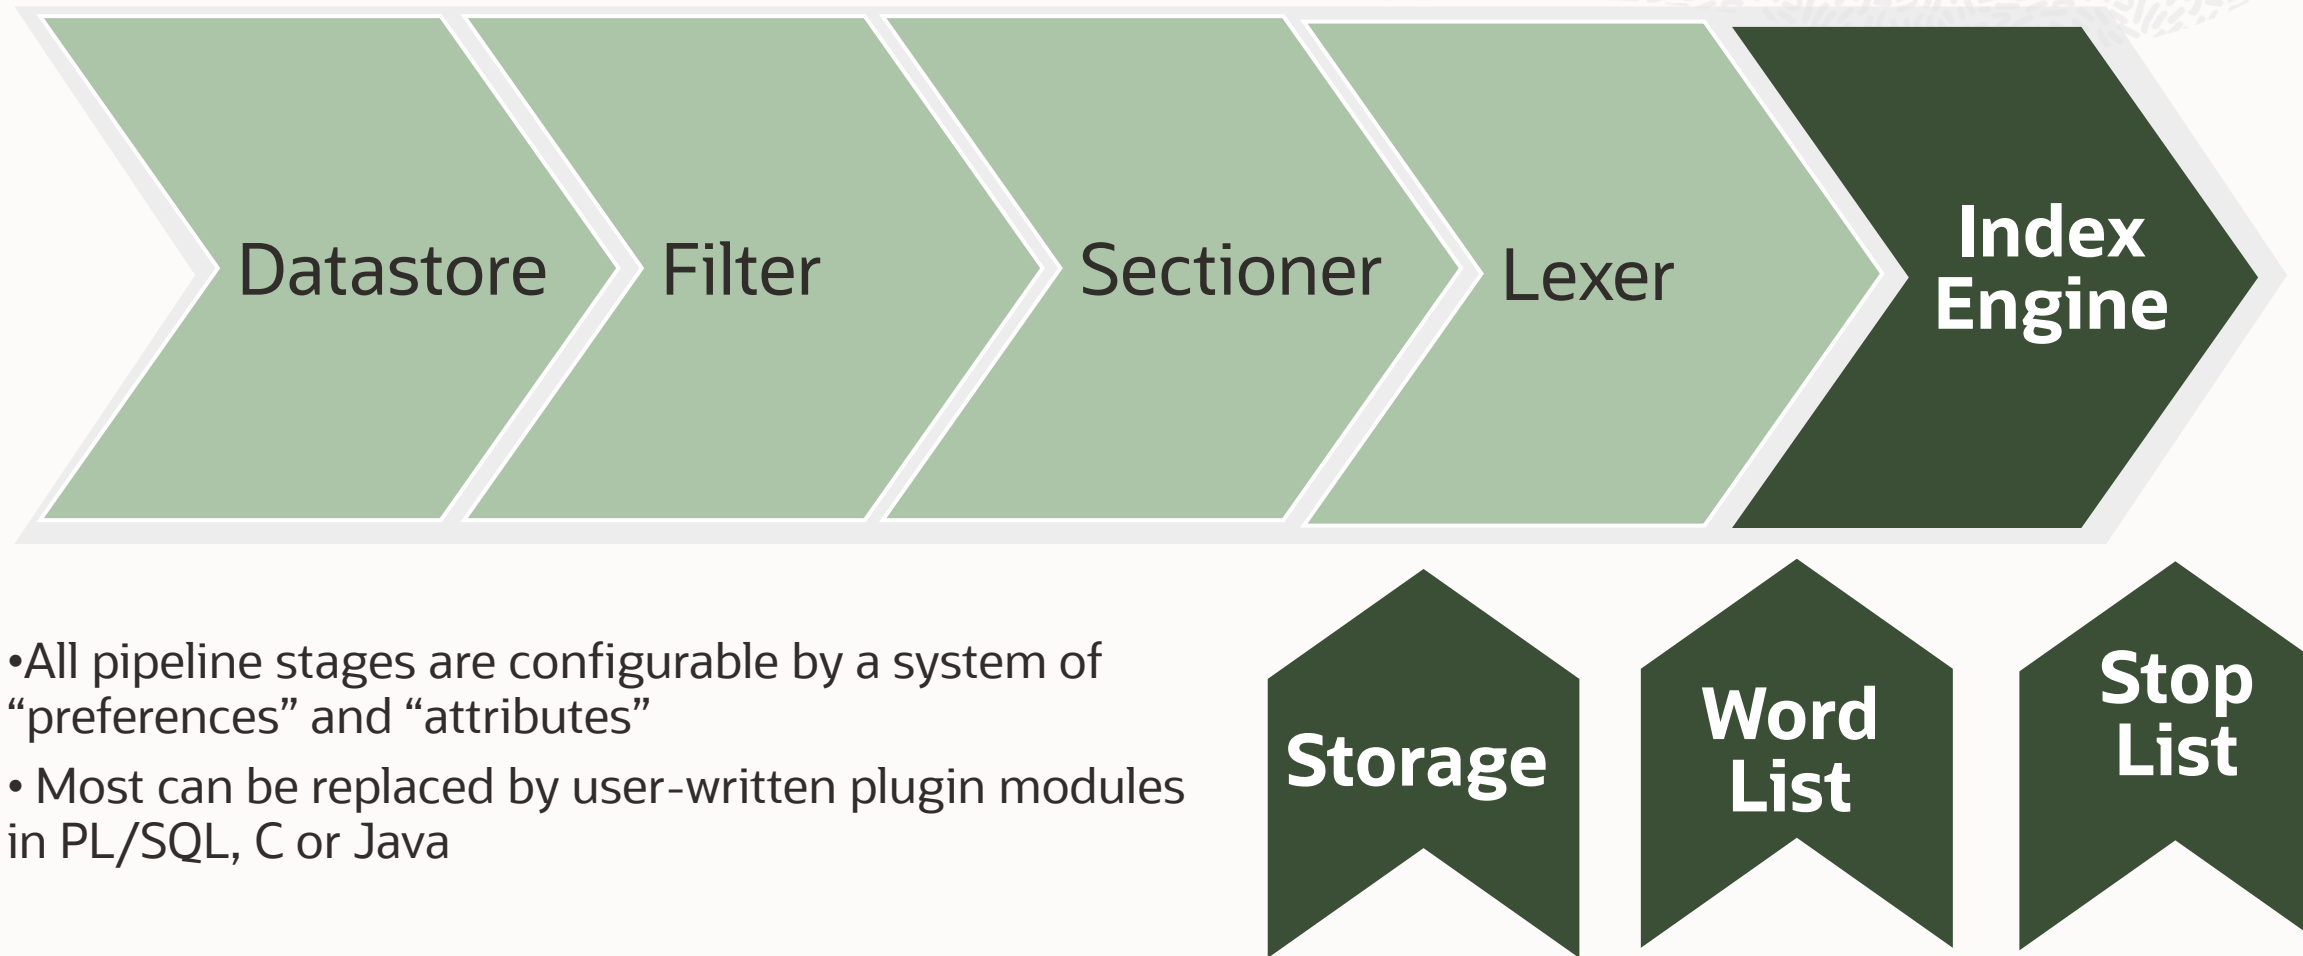 Datastore
Filter
Sectioner
Lexer
Index
Engine
•All pipeline stages are configurable by a system of
“preferences” and “attributes”
• Most can be replaced by user-written plugin modules
in PL/SQL, C or Java
Storage
Word
List
Stop
List